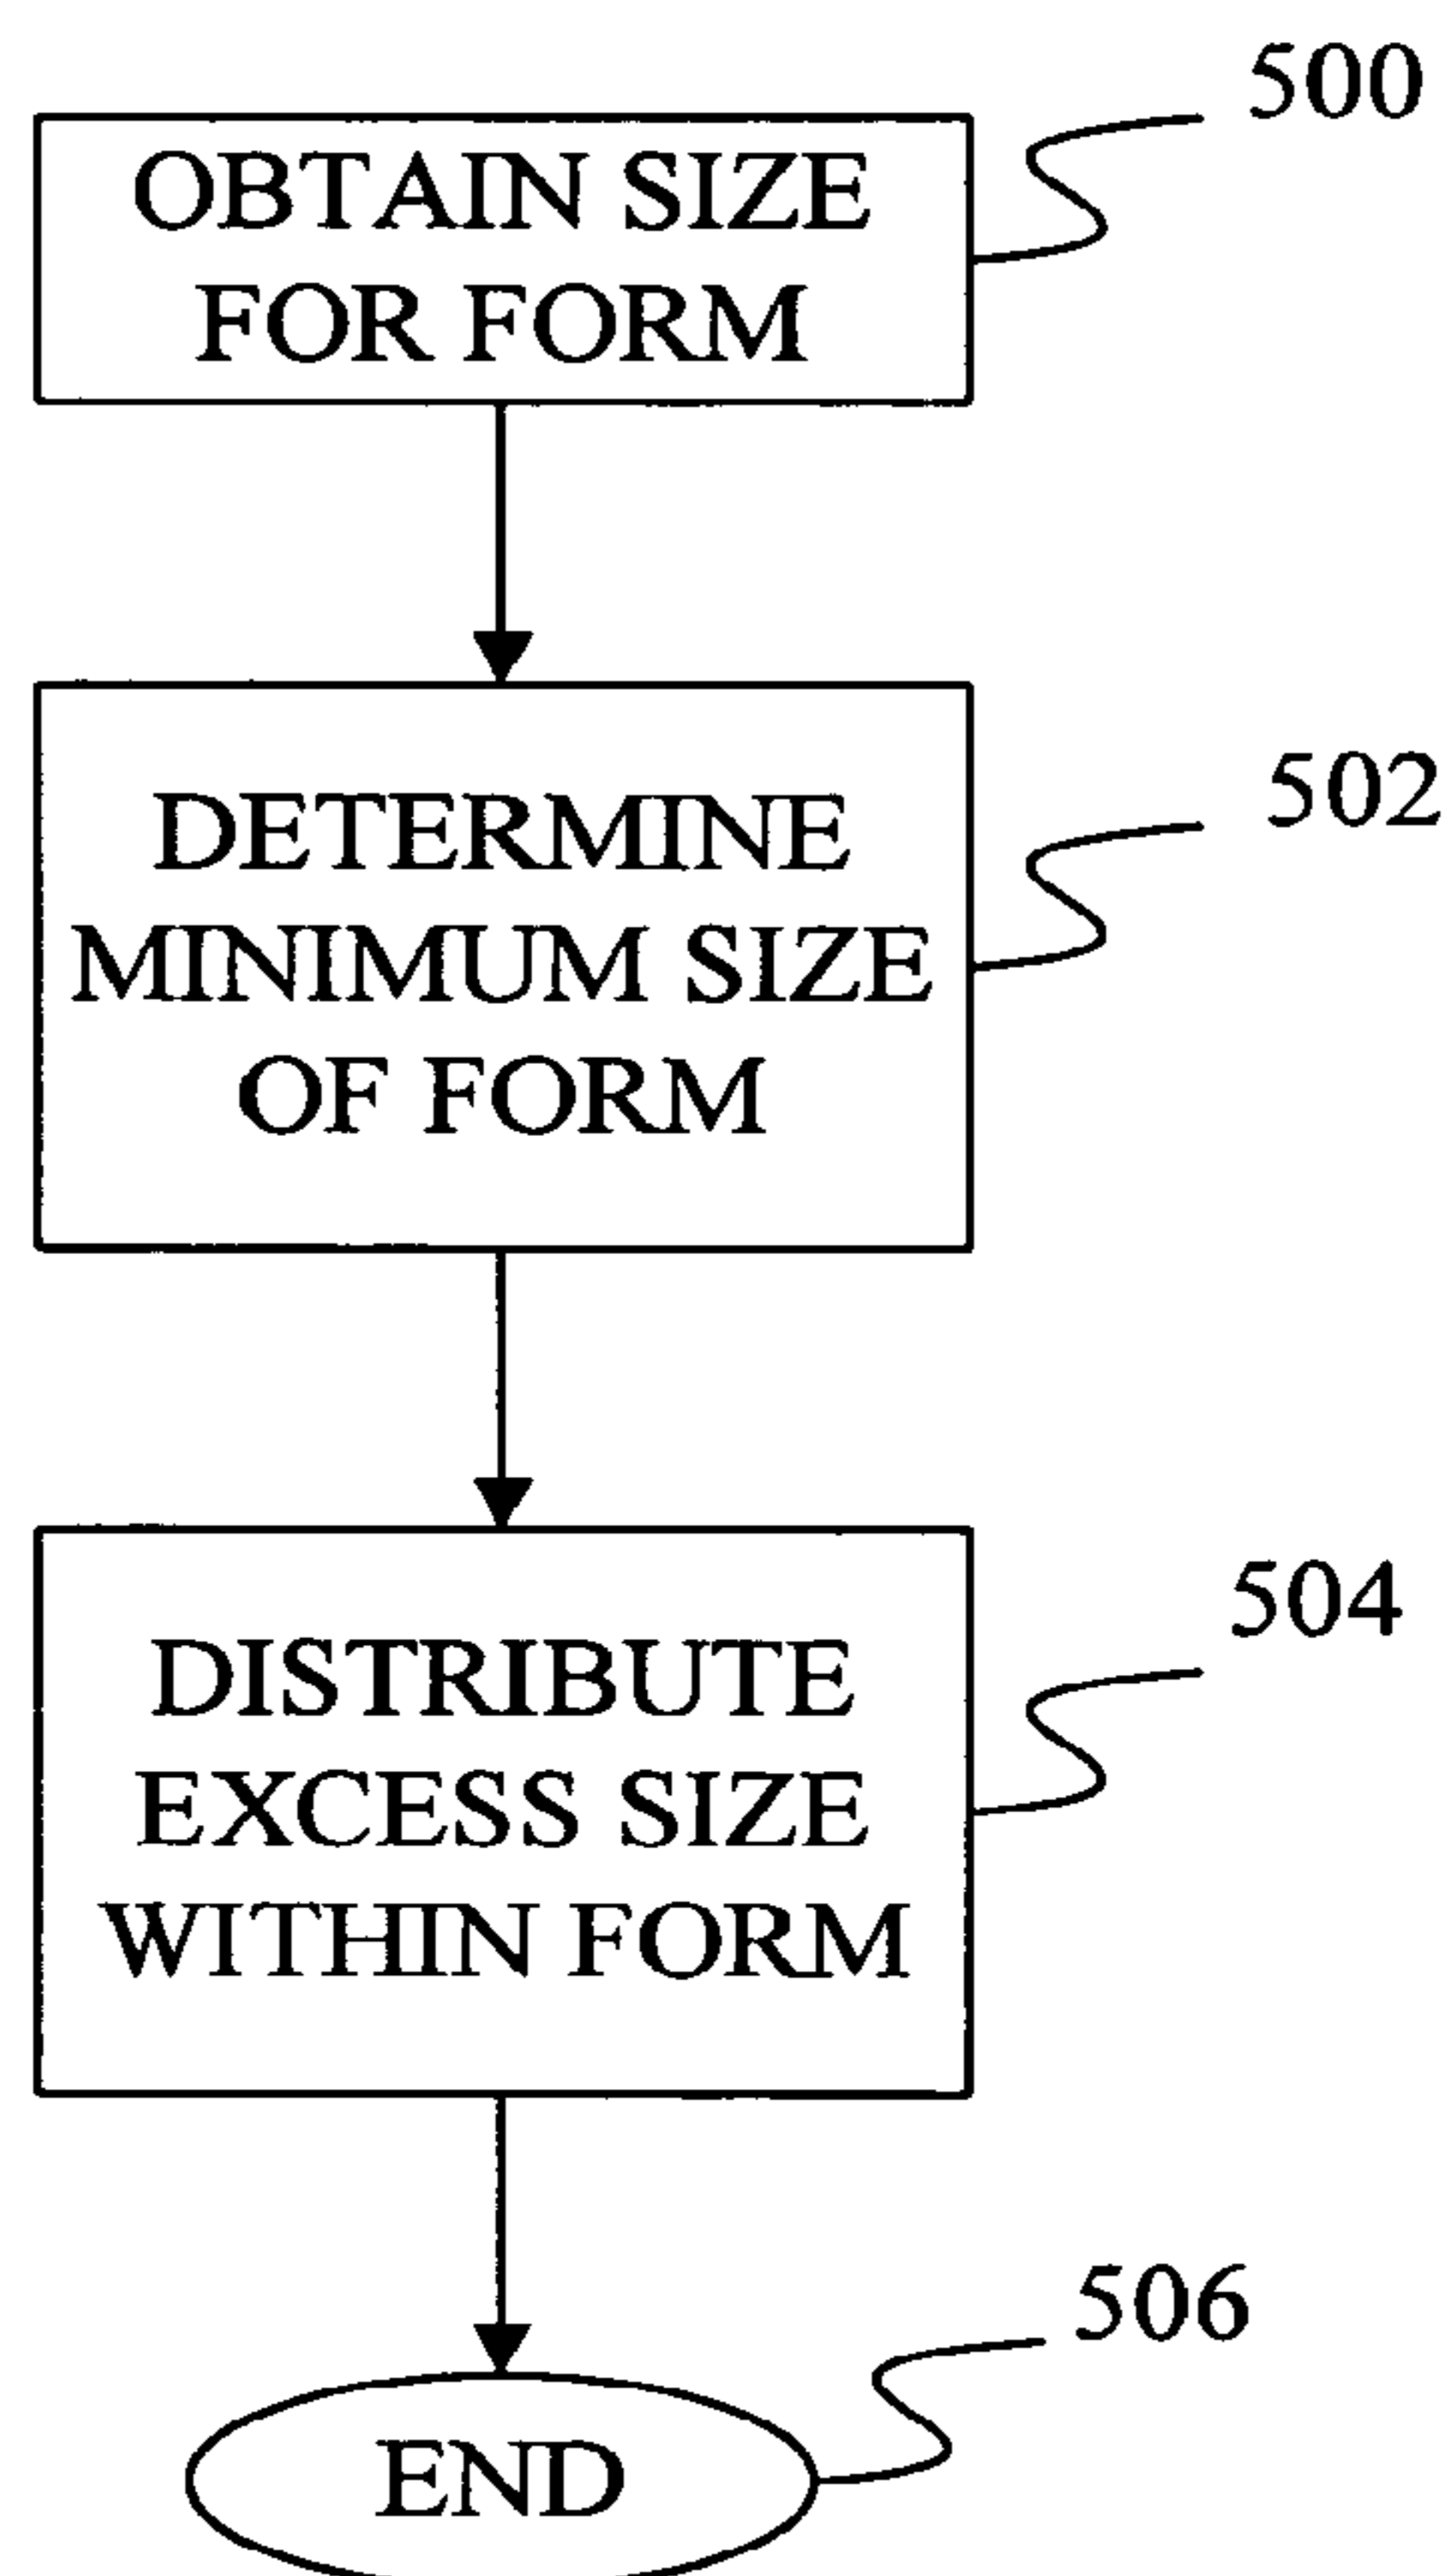 500
OBTAIN SIZE
FOR FORM
502
DETERMINE
MINIMUM SIZE
OF FORM
504
DISTRIBUTE
EXCESS SIZE
WITHIN FORM
506
END